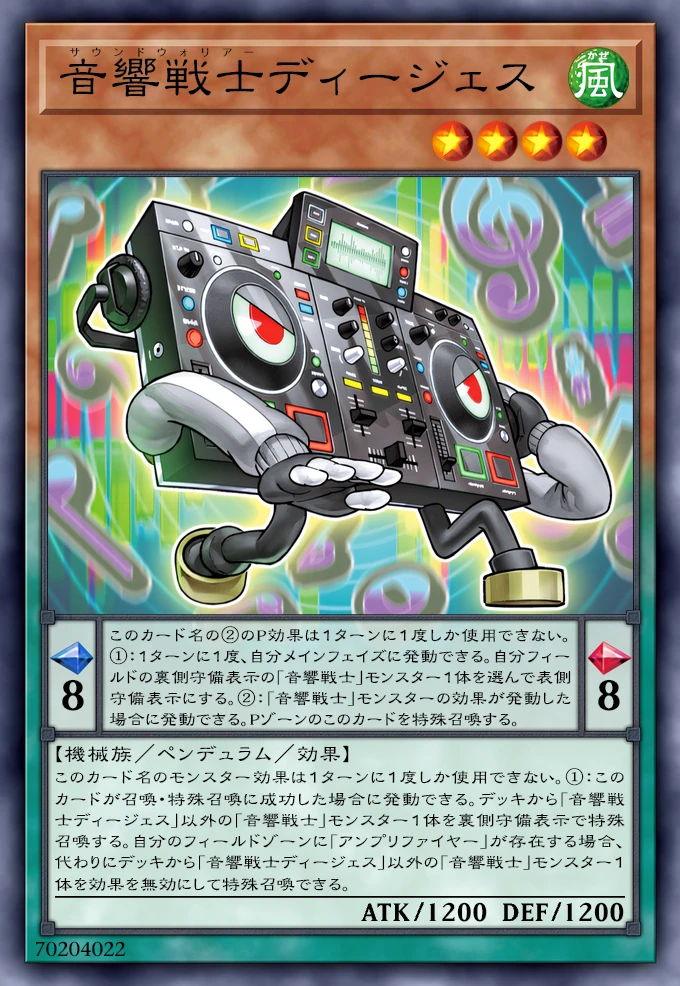 サウンドウォリアー
音響戦士ディージェス
かぜ
風
このカード名の②のP効果は1ターンに1度しか使用できない。
①:1ターンに1度、自分メインフェイズに発動できる。自分フィー
ルドの裏側守備表示の「音響戦士」モンスター1体を選んで表側
守備表示にする。②:「音響戦士」モンスターの効果が発動した
場合に発動できる。Pゾーンのこのカードを特殊召喚する。
8
8
【機械族/ペンデュラム/効果】
このカード名のモンスター効果は1ターンに1度しか使用できない。①:この
カードが召喚・特殊召喚に成功した場合に発動できる。デッキから「音響戦
士ディージェス」以外の「音響戦士」モンスター1体を裏側守備表示で特殊
召喚する。自分のフィールドゾーンに「アンプリファイヤー」が存在する場合、
代わりにデッキから「音響戦士ディージェス」以外の「音響戦士」モンスター1
体を効果を無効にして特殊召喚できる。
ATK/1200 DEF/1200
70204022